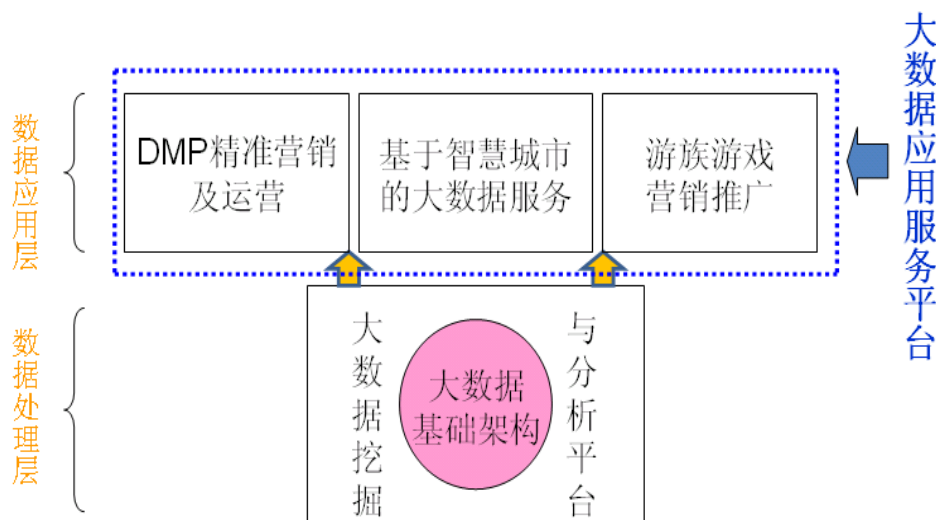 大数据应用服务平台
数据应用层
DMP精准营销
及运营
基于智慧城市
的大数据服务
游族游戏
营销推广
数据处理层
大数据挖掘
大数据
基础架构
与分析平台